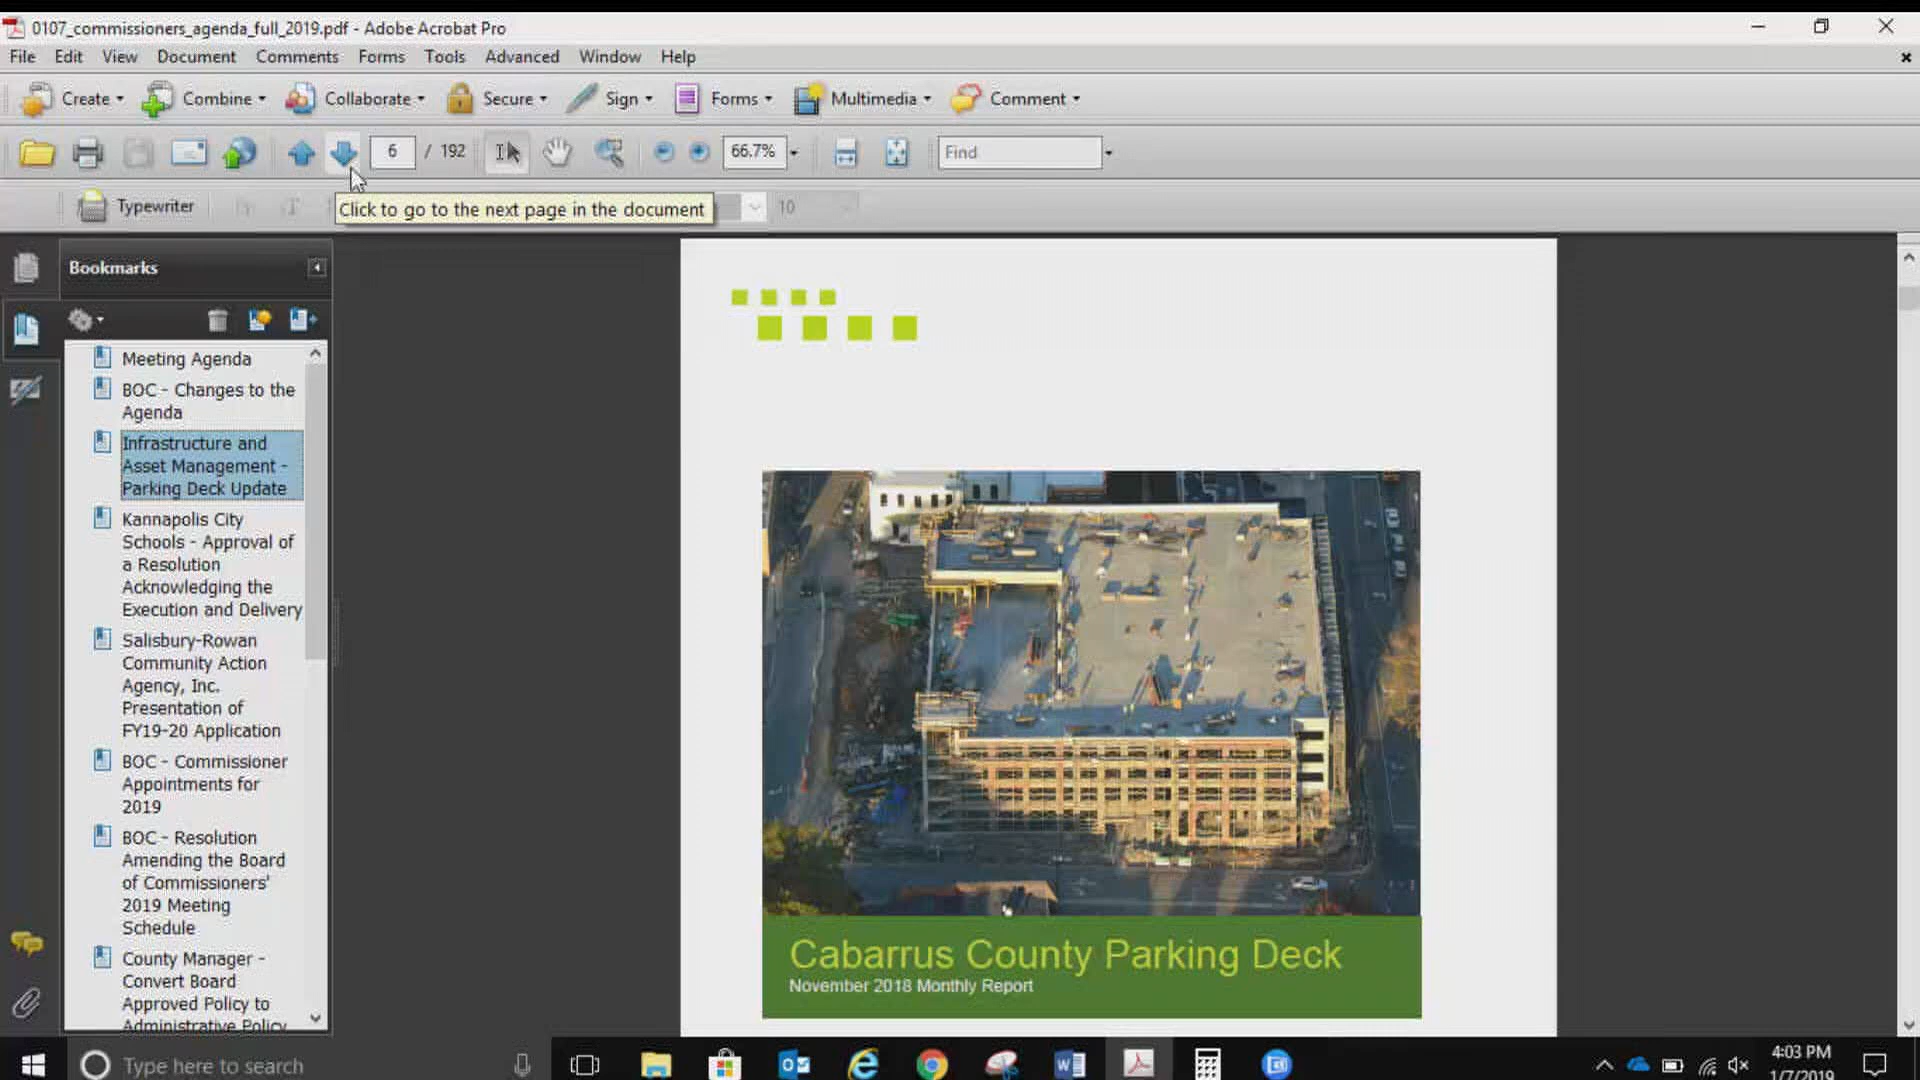 0107_commissioners_agenda_full_2019.pdf - Adobe Acrobat Pro
File Edit View Document Comments Forms Tools Advanced Window Help
Create Combine Collaborate Secure Sign Forms Multimedia Comment
6 / 192 66.7% Find
Typewriter 10
Click to go to the next page in the document
Bookmarks
Meeting Agenda
BOC - Changes to the
Agenda
Infrastructure and
Asset Management -
Parking Deck Update
Kannapolis City
Schools - Approval of
a Resolution
Acknowledging the
Execution and Delivery
Salisbury-Rowan
Community Action
Agency, Inc.
Presentation of
FY19-20 Application
BOC - Commissioner
Appointments for
2019
BOC - Resolution
Amending the Board
of Commissioners'
2019 Meeting
Schedule
County Manager -
Convert Board
Approved Policy to
Administrative Policy
Cabarrus County Parking Deck
November 2018 Monthly Report
Type here to search
4:03 PM
1/7/2019